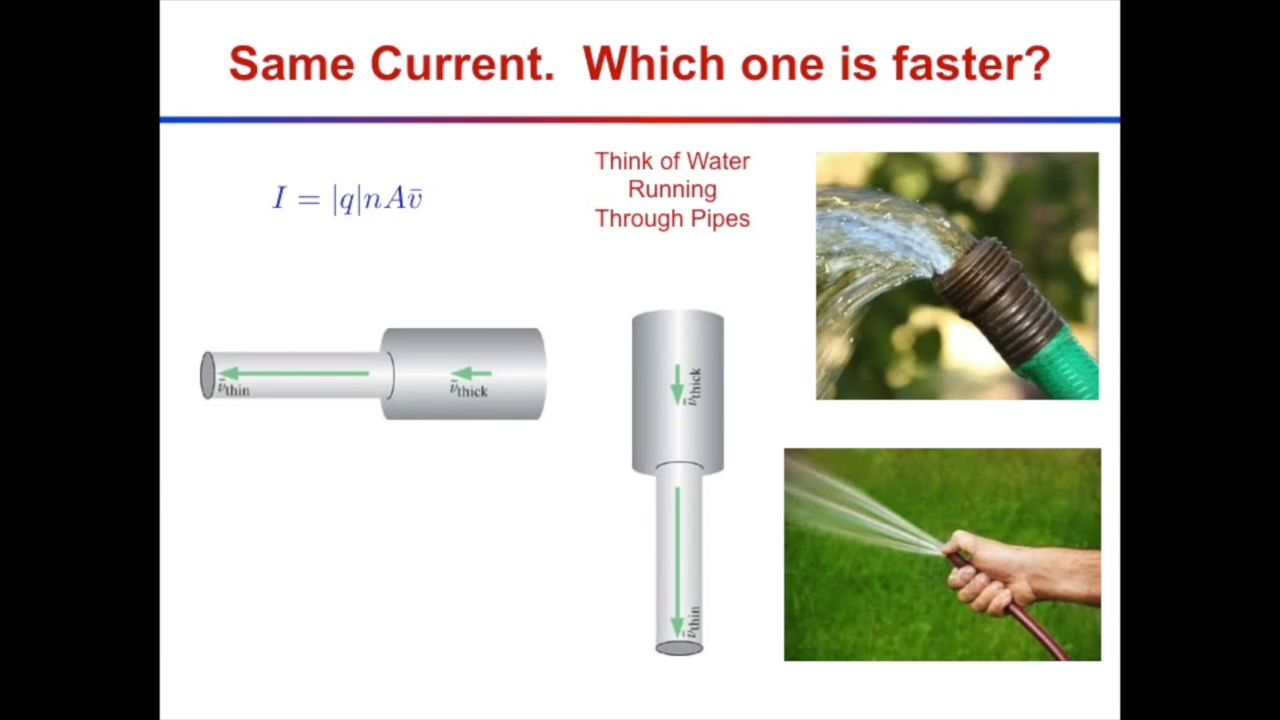 Same Current. Which one is faster?
I = |q|nAv̄
Think of Water
Running
Through Pipes
v̄thin
v̄thick
v̄thick
v̄thin